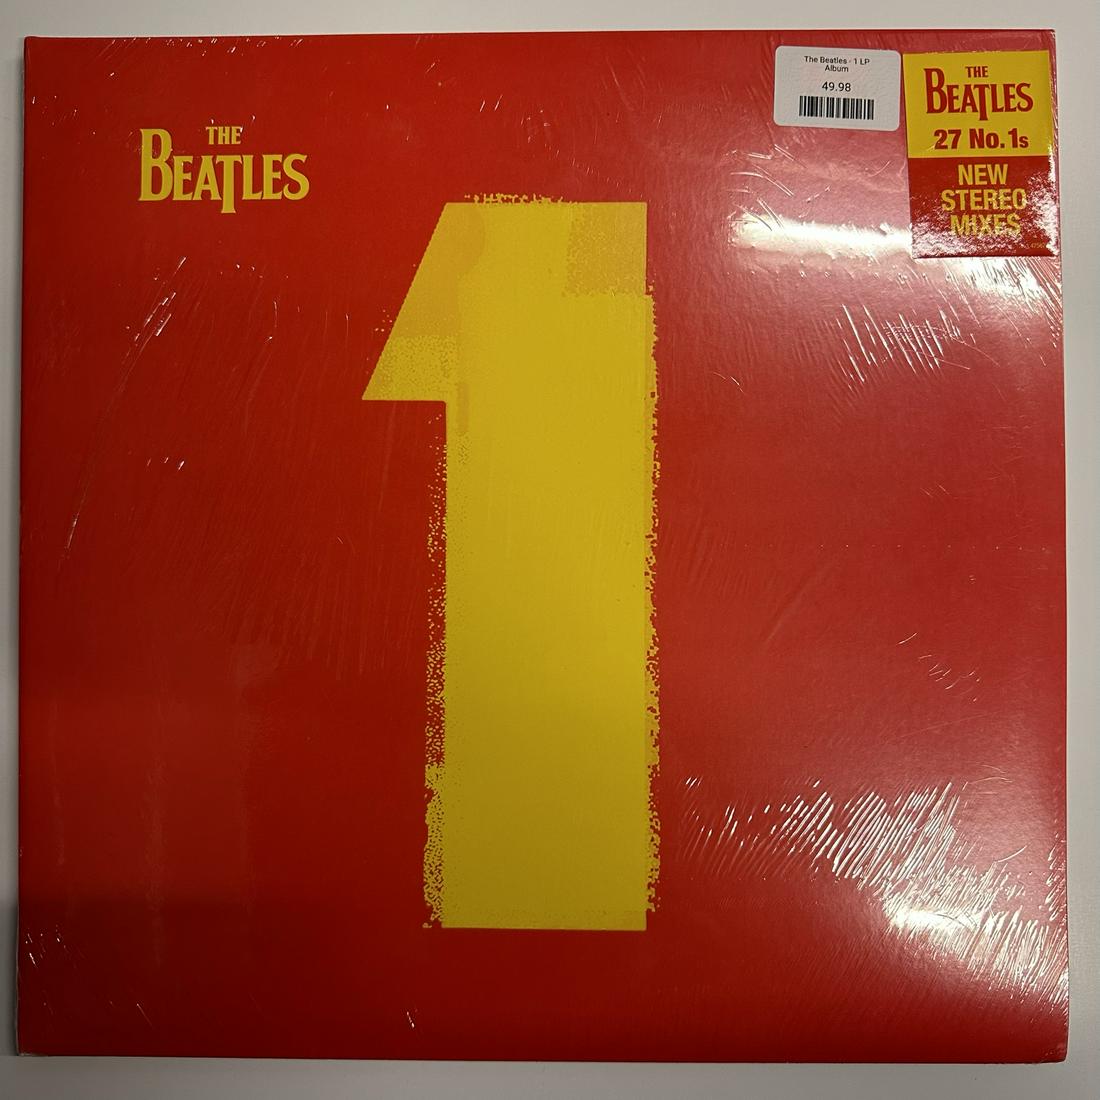 The Beatles - 1 LP
Album
49.98
THE
BEATLES
27 No.1s
NEW
STEREO
MIXES
THE
BEATLES
1